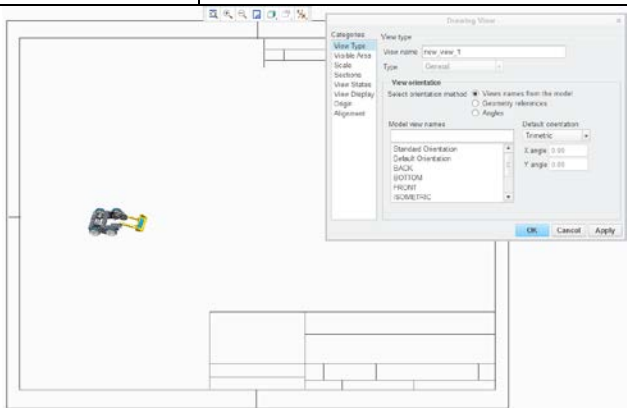 Drawing View
Categories
View Type
Visible Area
Scale
Sections
View Status
View Display
Origin
Alignment
View type
View name new_view_1
Type General
View orientation
Select orientation method Views names from the model
Geometry references
Angles
Model view names
Default orientation
Trimetric
Standard Orientation
Default Orientation
BACK
BOTTOM
FRONT
ISOMETRIC
X angle 0.00
Y angle 0.00
OK Cancel Apply